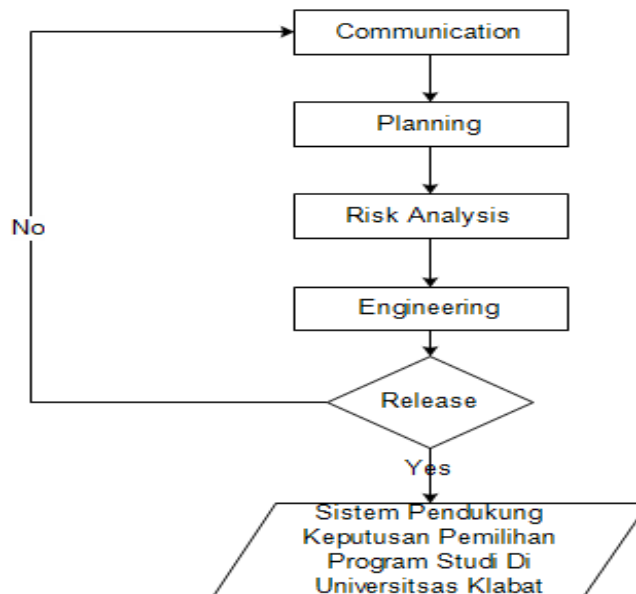 Communication
Planning
Risk Analysis
No
Engineering
Release
Yes
Sistem Pendukung
Keputusan Pemilihan
Program Studi Di
Universitsas Klabat